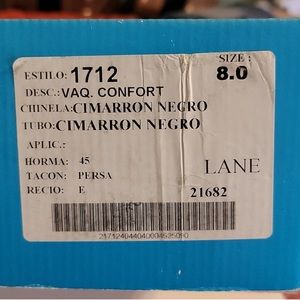 ESTILO: 1712 SIZE: 8.0
DESC.: VAQ. CONFORT
CHINELA: CIMARRON NEGRO
TUBO: CIMARRON NEGRO
APLIC.:
HORMA: 45 LANE
TACON: PERSA
RECIO: E 21682